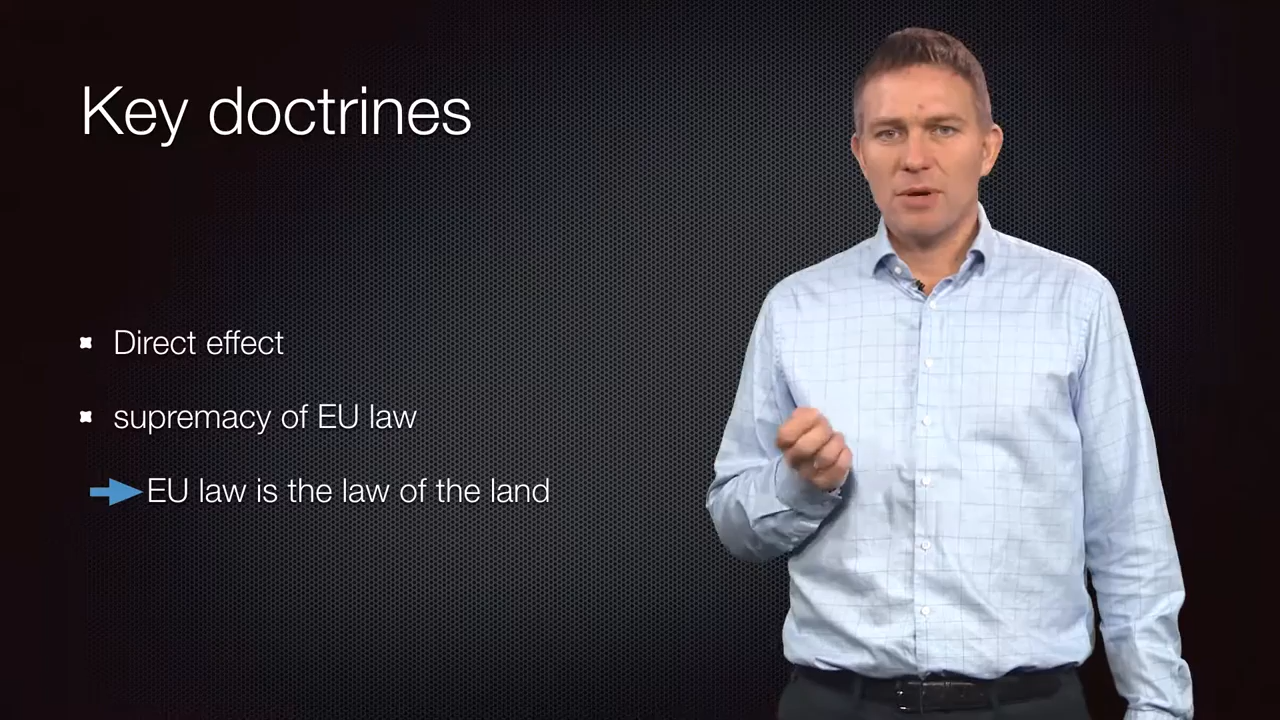 Key doctrines
Direct effect
supremacy of EU law
EU law is the law of the land